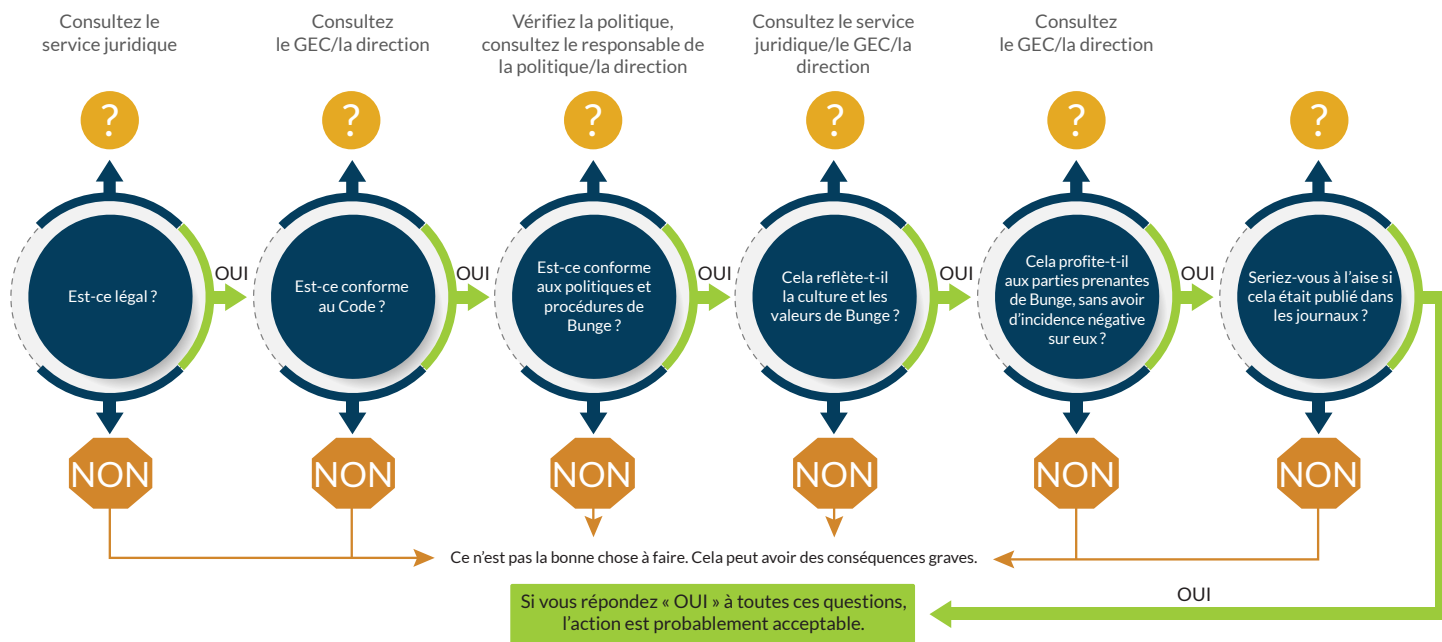 Consultez le
service juridique
Consultez
le GEC/la direction
Vérifiez la politique,
consultez le responsable de
la politique/la direction
Consultez le service
juridique/le GEC/la
direction
Consultez
le GEC/la direction
?
?
?
?
?
?
Est-ce légal ?
OUI
Est-ce conforme
au Code ?
OUI
Est-ce conforme
aux politiques et
procédures de
Bunge ?
OUI
Cela reflète-t-il
la culture et les
valeurs de Bunge ?
OUI
Cela profite-t-il
aux parties prenantes
de Bunge, sans avoir
d’incidence négative
sur eux ?
OUI
Seriez-vous à l’aise si
cela était publié dans
les journaux ?
NON
NON
NON
NON
NON
NON
Ce n’est pas la bonne chose à faire. Cela peut avoir des conséquences graves.
OUI
Si vous répondez « OUI » à toutes ces questions,
l’action est probablement acceptable.